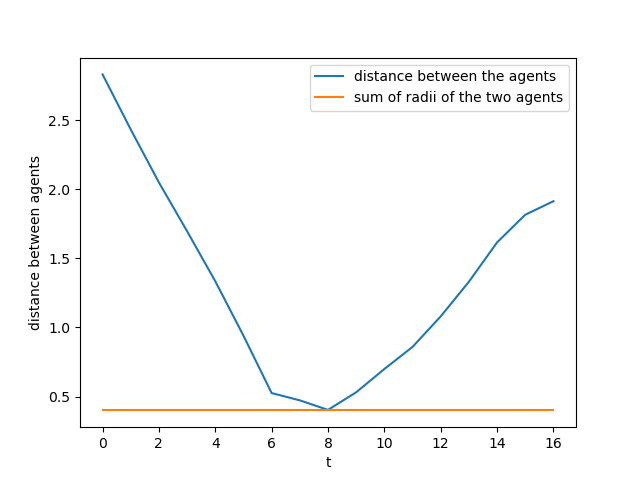 distance between the agents
sum of radii of the two agents
distance between agents
2.5
2.0
1.5
1.0
0.5
0 2 4 6 8 10 12 14 16
t